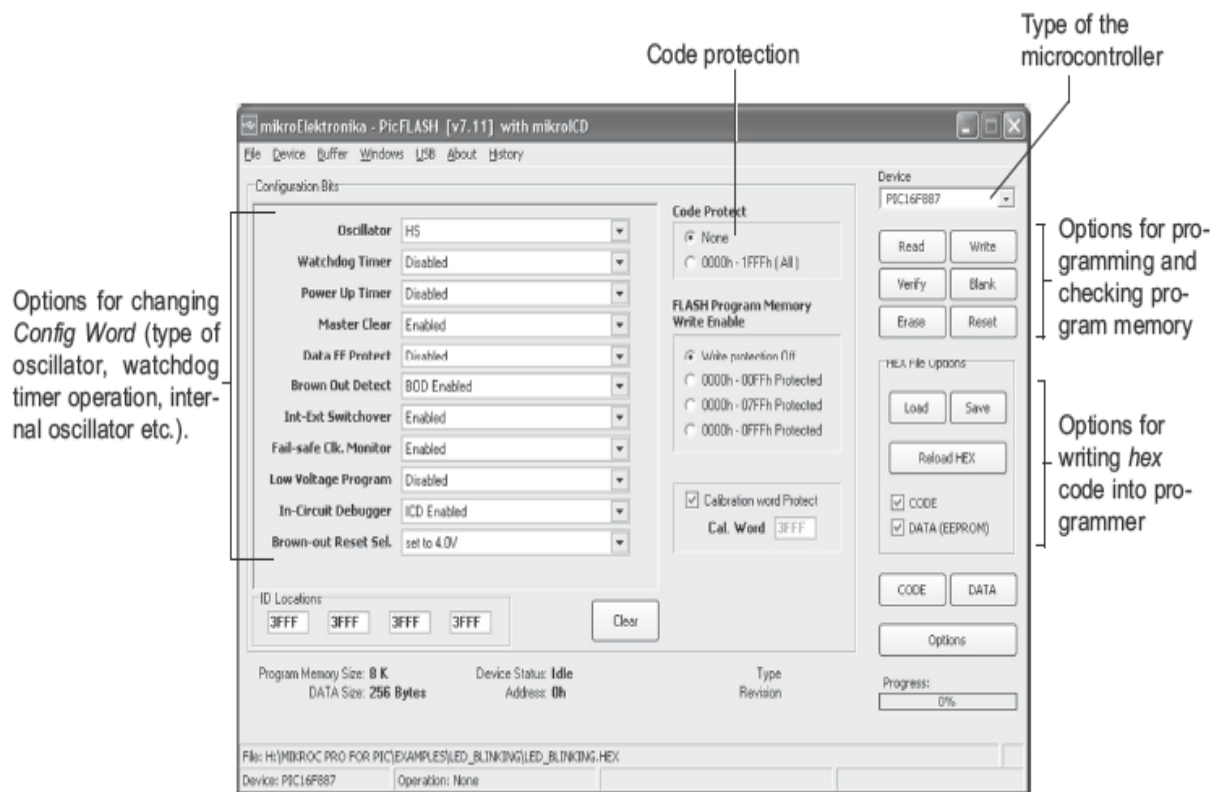 Code protection
Type of the
microcontroller
mikroElektronika - PicFLASH [v7.11] with mikroICD
File Device Buffer Windows USB About History
Configuration Bits
Oscillator HS
Watchdog Timer Disabled
Power Up Timer Disabled
Master Clear Enabled
Data EE Protect Disabled
Brown Out Detect BOD Enabled
Int-Ext Switchover Enabled
Fail-safe Clk. Monitor Enabled
Low Voltage Program Disabled
In-Circuit Debugger ICD Enabled
Brown-out Reset Sel. set to 4.0V
Options for changing
Config Word (type of
oscillator, watchdog
timer operation, inter-
nal oscillator etc.).
ID Locations
3FFF 3FFF 3FFF 3FFF
Clear
Code Protect
None
0000h - 1FFFh ( All )
FLASH Program Memory
Write Enable
Write protection Off
0000h - 00FFh Protected
0000h - 07FFh Protected
0000h - 0FFFh Protected
Calibration word Protect
Cal. Word 3FFF
Device
PIC16F887
Read Write
Verify Blank
Erase Reset
Options for pro-
gramming and
checking pro-
gram memory
HEX File Options
Load Save
Reload HEX
CODE
DATA (EEPROM)
Options for
writing hex
code into pro-
grammer
CODE DATA
Options
Progress:
0%
Program Memory Size: 8 K
DATA Size: 256 Bytes
Device Status: Idle
Address: 0h
Type
Revision
File: H:\MIKROC PRO FOR PIC\EXAMPLES\LED_BLINKING\LED_BLINKING.HEX
Device: PIC16F887
Operation: None